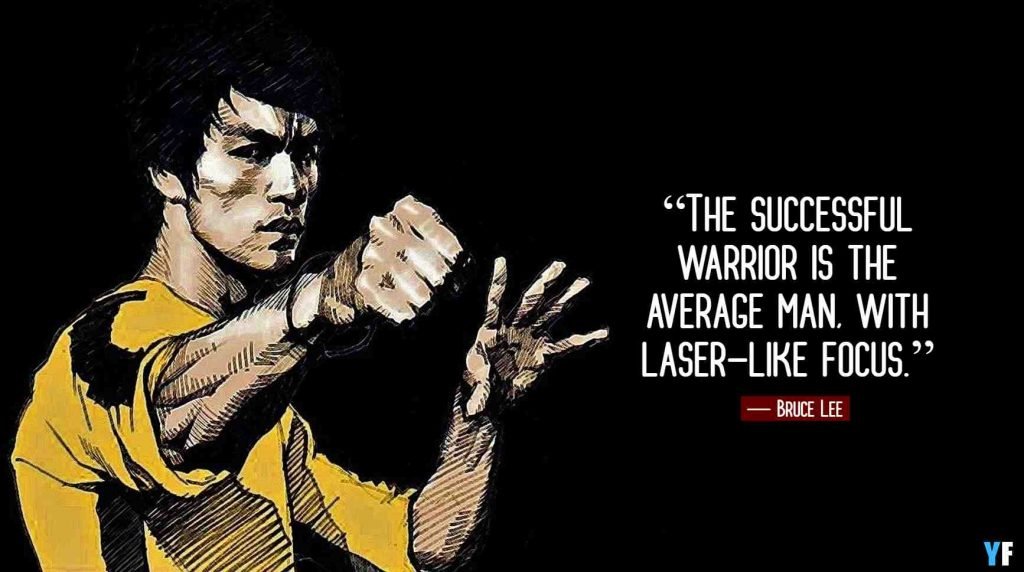 “The successful
warrior is the
average man, with
laser-like focus.”
— Bruce Lee
YF